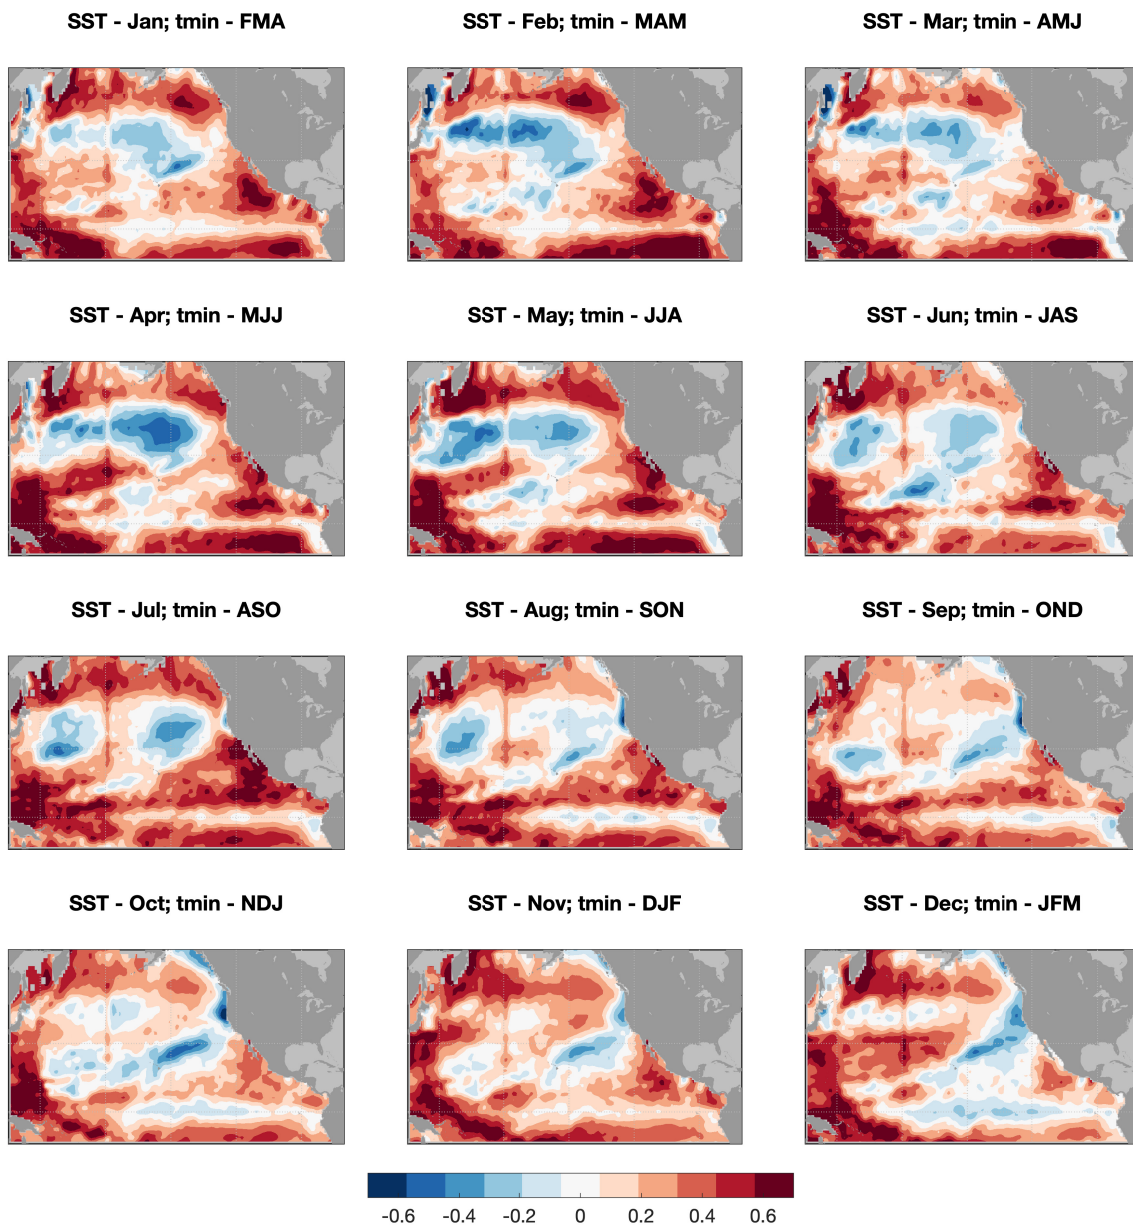 SST - Jan; tmin - FMA
SST - Feb; tmin - MAM
SST - Mar; tmin - AMJ
SST - Apr; tmin - MJJ
SST - May; tmin - JJA
SST - Jun; tmin - JAS
SST - Jul; tmin - ASO
SST - Aug; tmin - SON
SST - Sep; tmin - OND
SST - Oct; tmin - NDJ
SST - Nov; tmin - DJF
SST - Dec; tmin - JFM
-0.6 -0.4 -0.2 0 0.2 0.4 0.6